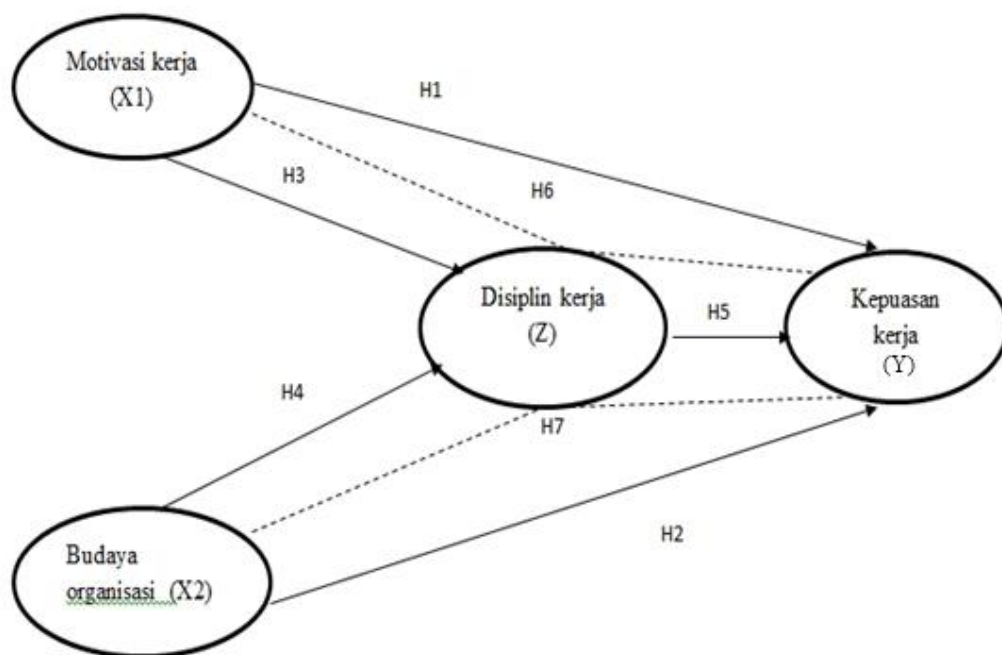 Motivasi kerja
(X1)
H1
H3
H6
Disiplin kerja
(Z)
H5
Kepuasan
kerja
(Y)
H4
H7
H2
Budaya
organisasi (X2)